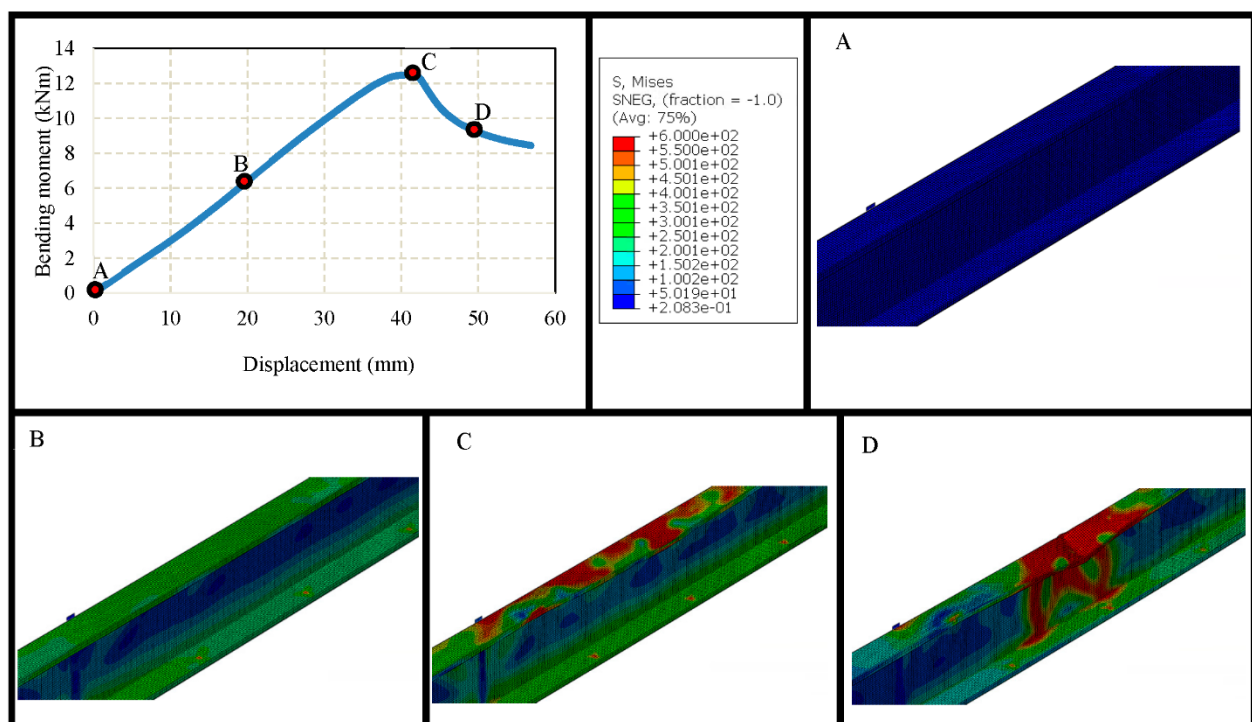 14
12
10
8
6
4
2
0
Bending moment (kNm)
A
B
C
D
0
10
20
30
40
50
60
Displacement (mm)
S, Mises
SNEG, (fraction = -1.0)
(Avg: 75%)
+6.000e+02
+5.500e+02
+5.001e+02
+4.501e+02
+4.001e+02
+3.501e+02
+3.001e+02
+2.501e+02
+2.001e+02
+1.502e+02
+1.002e+02
+5.019e+01
+2.083e-01
A
B
C
D